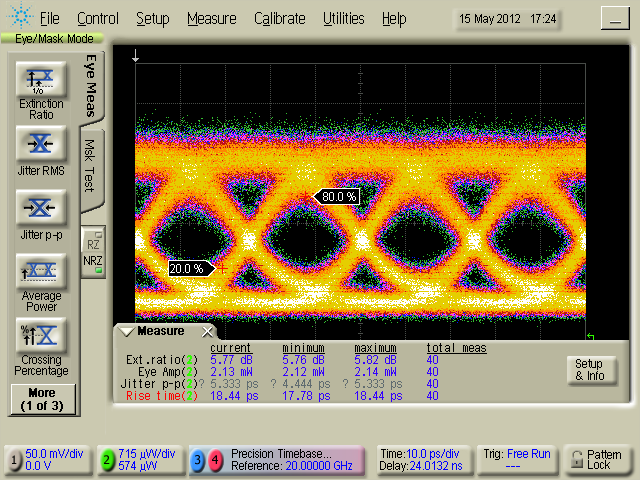 File Control Setup Measure Calibrate Utilities Help
15 May 2012 17:24
Eye/Mask Mode
Eye Meas
Msk Test
1/0
Extinction
Ratio
Jitter RMS
Jitter p-p
Average
Power
%
Crossing
Percentage
More
(1 of 3)
RZ
NRZ
80.0 %
20.0 %
Measure
current minimum maximum total meas
Ext.ratio(2) 5.77 dB 5.76 dB 5.82 dB 40
Eye Amp(2) 2.13 mW 2.12 mW 2.14 mW 40
Jitter p-p(2) ? 5.333 ps ? 4.444 ps ? 5.333 ps 40
Rise time(2) 18.44 ps 17.78 ps 18.44 ps 40
Setup
& Info
1 50.0 mV/div
0.0 V
2 715 µW/div
574 µW
3 4 Precision Timebase...
Reference: 20.00000 GHz
Time:10.0 ps/div
Delay:24.0132 ns
Trig: Free Run
---
Pattern
Lock